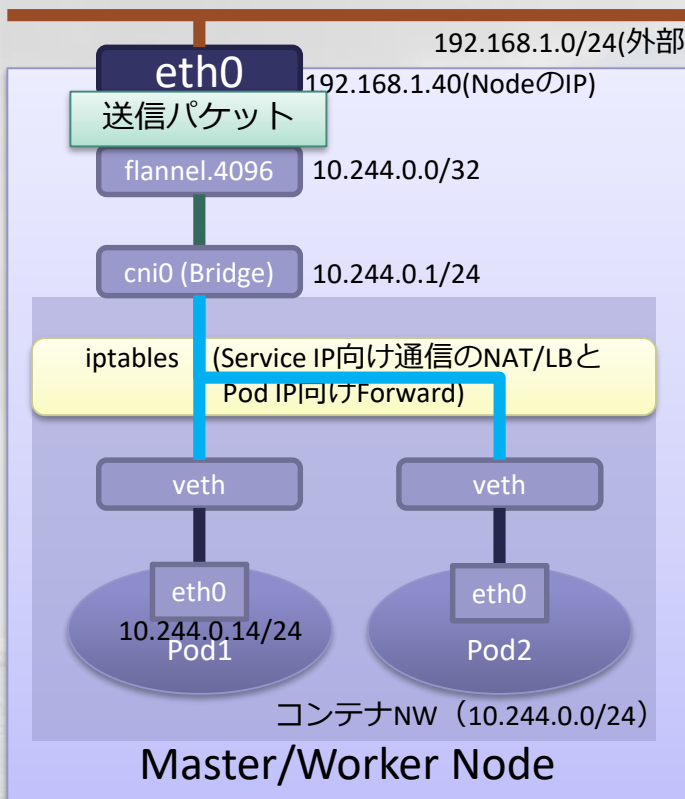 192.168.1.0/24(外部
eth0
192.168.1.40(NodeのIP)
送信パケット
flannel.4096
10.244.0.0/32
cni0 (Bridge)
10.244.0.1/24
iptables (Service IP向け通信のNAT/LBと
Pod IP向けForward)
veth
veth
eth0
eth0
10.244.0.14/24
Pod1
Pod2
コンテナNW（10.244.0.0/24）
Master/Worker Node